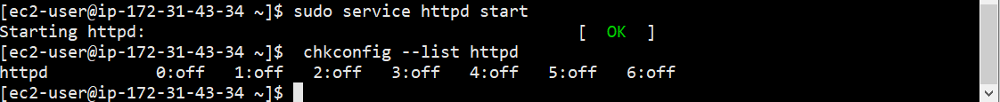 [ec2-user@ip-172-31-43-34 ~]$ sudo service httpd start
Starting httpd:                                            [  OK  ]
[ec2-user@ip-172-31-43-34 ~]$  chkconfig --list httpd
httpd           0:off   1:off   2:off   3:off   4:off   5:off   6:off
[ec2-user@ip-172-31-43-34 ~]$